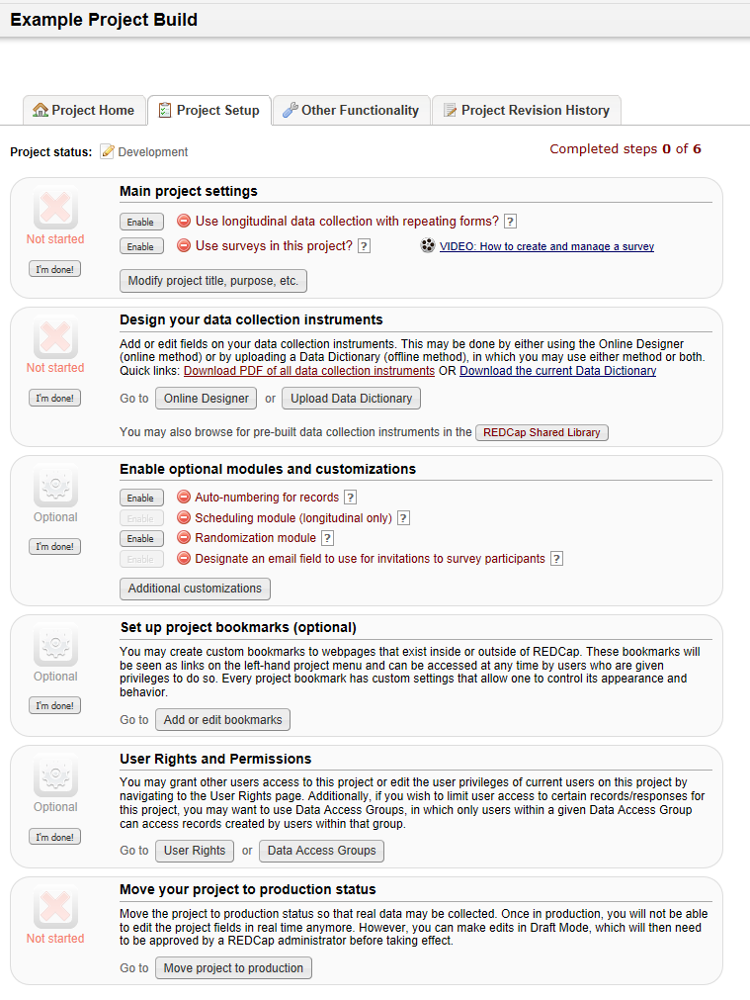 Example Project Build
Project Home
Project Setup
Other Functionality
Project Revision History
Project status: Development
Completed steps 0 of 6
Main project settings
Enable Use longitudinal data collection with repeating forms? ?
Not started
Enable Use surveys in this project? ? VIDEO: How to create and manage a survey
I'm done!
Modify project title, purpose, etc.
Design your data collection instruments
Add or edit fields on your data collection instruments. This may be done by either using the Online Designer
(online method) or by uploading a Data Dictionary (offline method), in which you may use either method or both.
Not started
Quick links: Download PDF of all data collection instruments OR Download the current Data Dictionary
I'm done!
Go to Online Designer or Upload Data Dictionary
You may also browse for pre-built data collection instruments in the REDCap Shared Library
Enable optional modules and customizations
Enable Auto-numbering for records ?
Optional
Enable Scheduling module (longitudinal only) ?
Enable Randomization module ?
I'm done!
Enable Designate an email field to use for invitations to survey participants ?
Additional customizations
Set up project bookmarks (optional)
You may create custom bookmarks to webpages that exist inside or outside of REDCap. These bookmarks will
be seen as links on the left-hand project menu and can be accessed at any time by users who are given
privileges to do so. Every project bookmark has custom settings that allow one to control its appearance and
behavior.
Optional
I'm done!
Go to Add or edit bookmarks
User Rights and Permissions
You may grant other users access to this project or edit the user privileges of current users on this project by
navigating to the User Rights page. Additionally, if you wish to limit user access to certain records/responses for
this project, you may want to use Data Access Groups, in which only users within a given Data Access Group
can access records created by users within that group.
Optional
I'm done!
Go to User Rights or Data Access Groups
Move your project to production status
Move the project to production status so that real data may be collected. Once in production, you will not be able
to edit the project fields in real time anymore. However, you can make edits in Draft Mode, which will then need
to be approved by a REDCap administrator before taking effect.
Not started
Go to Move project to production